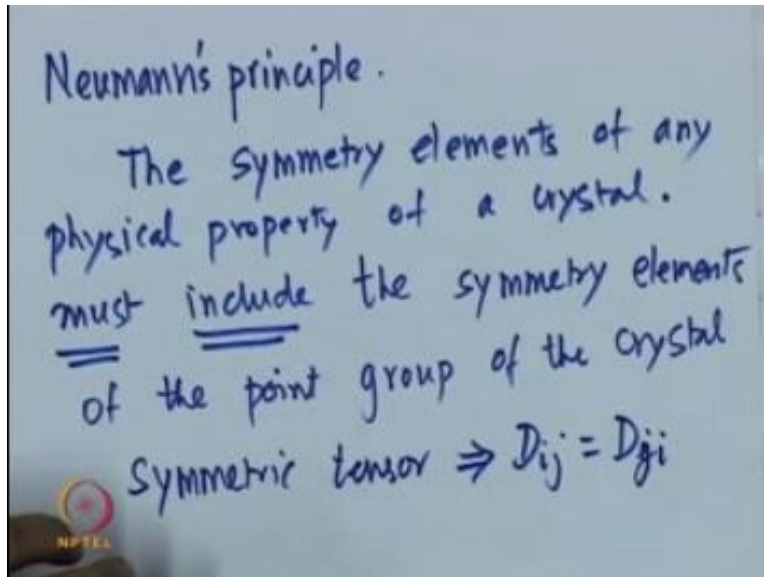 Neumann's principle.
The symmetry elements of any
physical property of a crystal.
must include the symmetry elements
of the point group of the crystal
Symmetric tensor ⇒ Dij = Dji
NPTEL